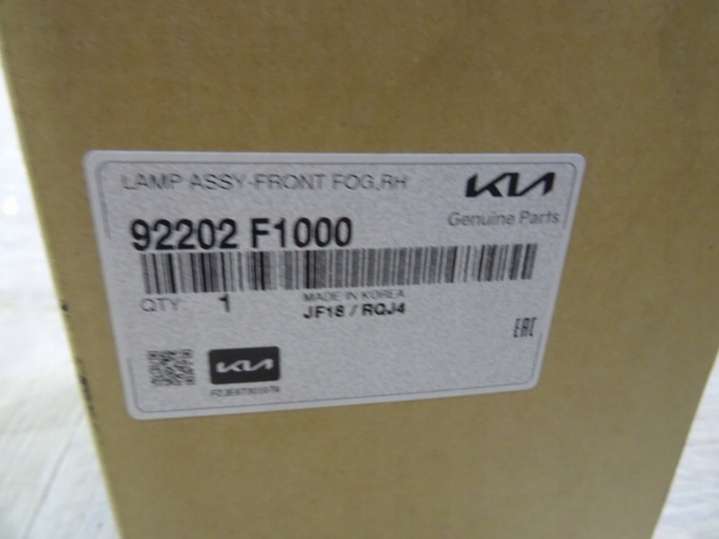 LAMP ASSY-FRONT FOG,RH
KIA
Genuine Parts
92202 F1000
QTY: 1
MADE IN KOREA
JF18 / RQJ4
EAC
KIA